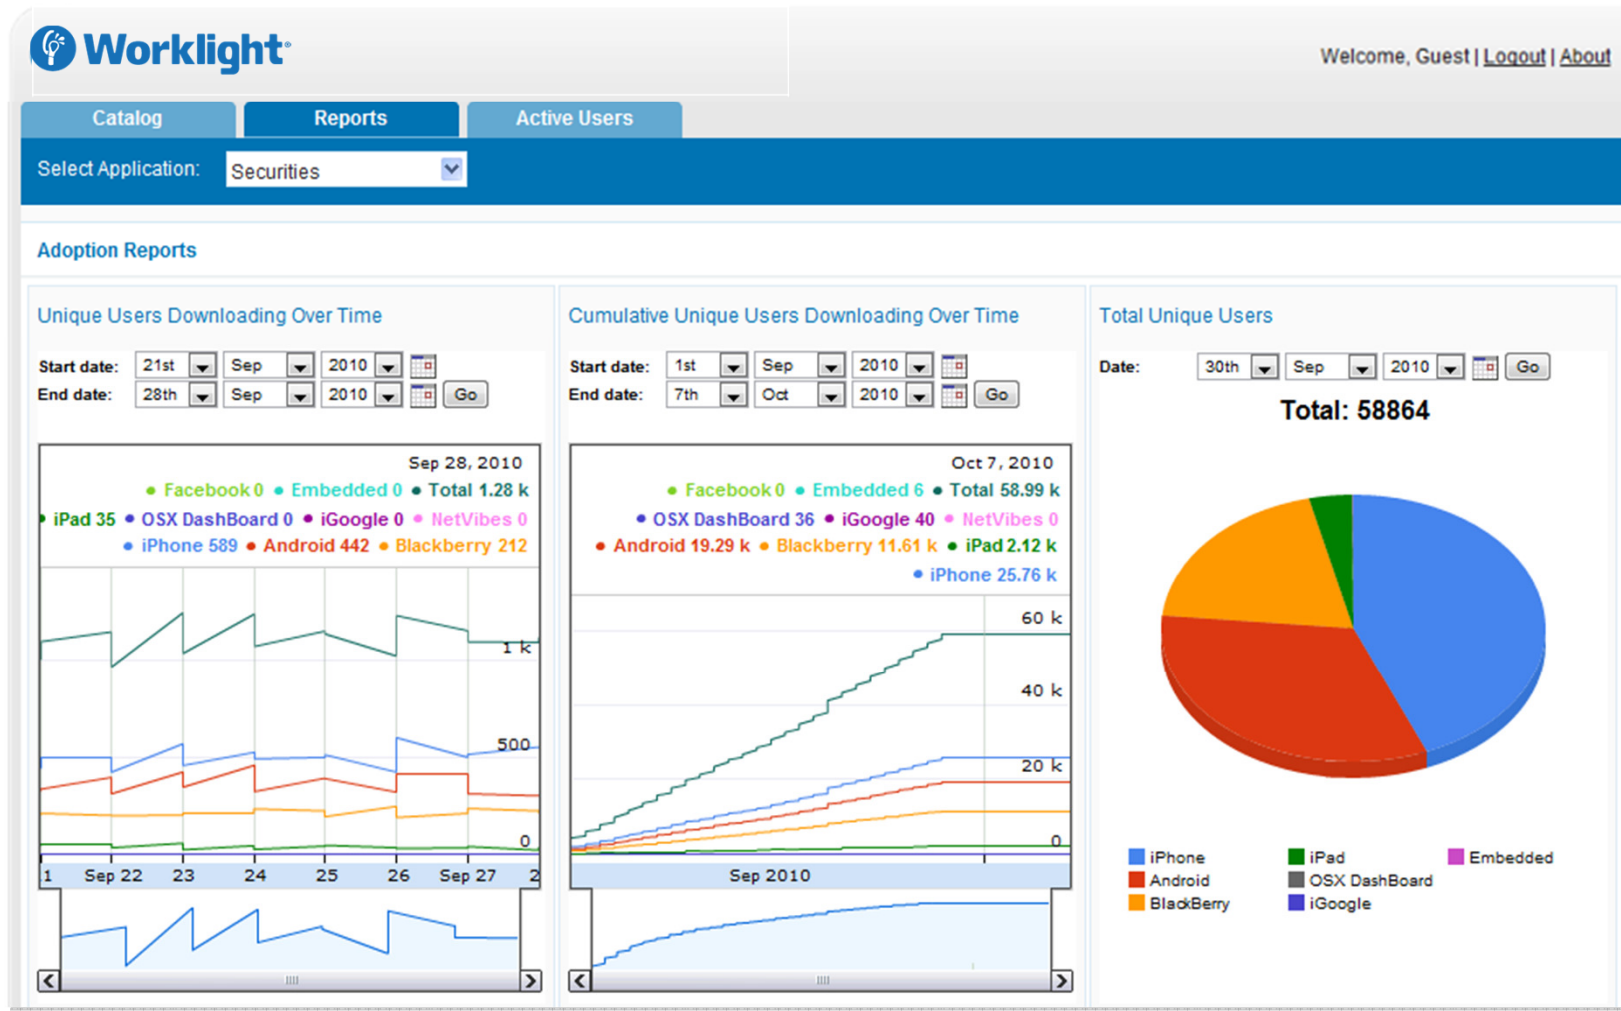 Worklight
Welcome, Guest | Logout | About
Catalog
Reports
Active Users
Select Application: Securities
Adoption Reports
Unique Users Downloading Over Time
Start date: 21st Sep 2010
End date: 28th Sep 2010 Go
Sep 28, 2010
Facebook 0 Embedded 0 Total 1.28 k
iPad 35 OSX DashBoard 0 iGoogle 0 NetVibes 0
iPhone 589 Android 442 Blackberry 212
1 k
500
0
1 Sep 22 23 24 25 26 Sep 27 2
Cumulative Unique Users Downloading Over Time
Start date: 1st Sep 2010
End date: 7th Oct 2010 Go
Oct 7, 2010
Facebook 0 Embedded 6 Total 58.99 k
OSX DashBoard 36 iGoogle 40 NetVibes 0
Android 19.29 k Blackberry 11.61 k iPad 2.12 k
iPhone 25.76 k
60 k
40 k
20 k
0
Sep 2010
Total Unique Users
Date: 30th Sep 2010 Go
Total: 58864
iPhone iPad Embedded
Android OSX DashBoard
BlackBerry iGoogle